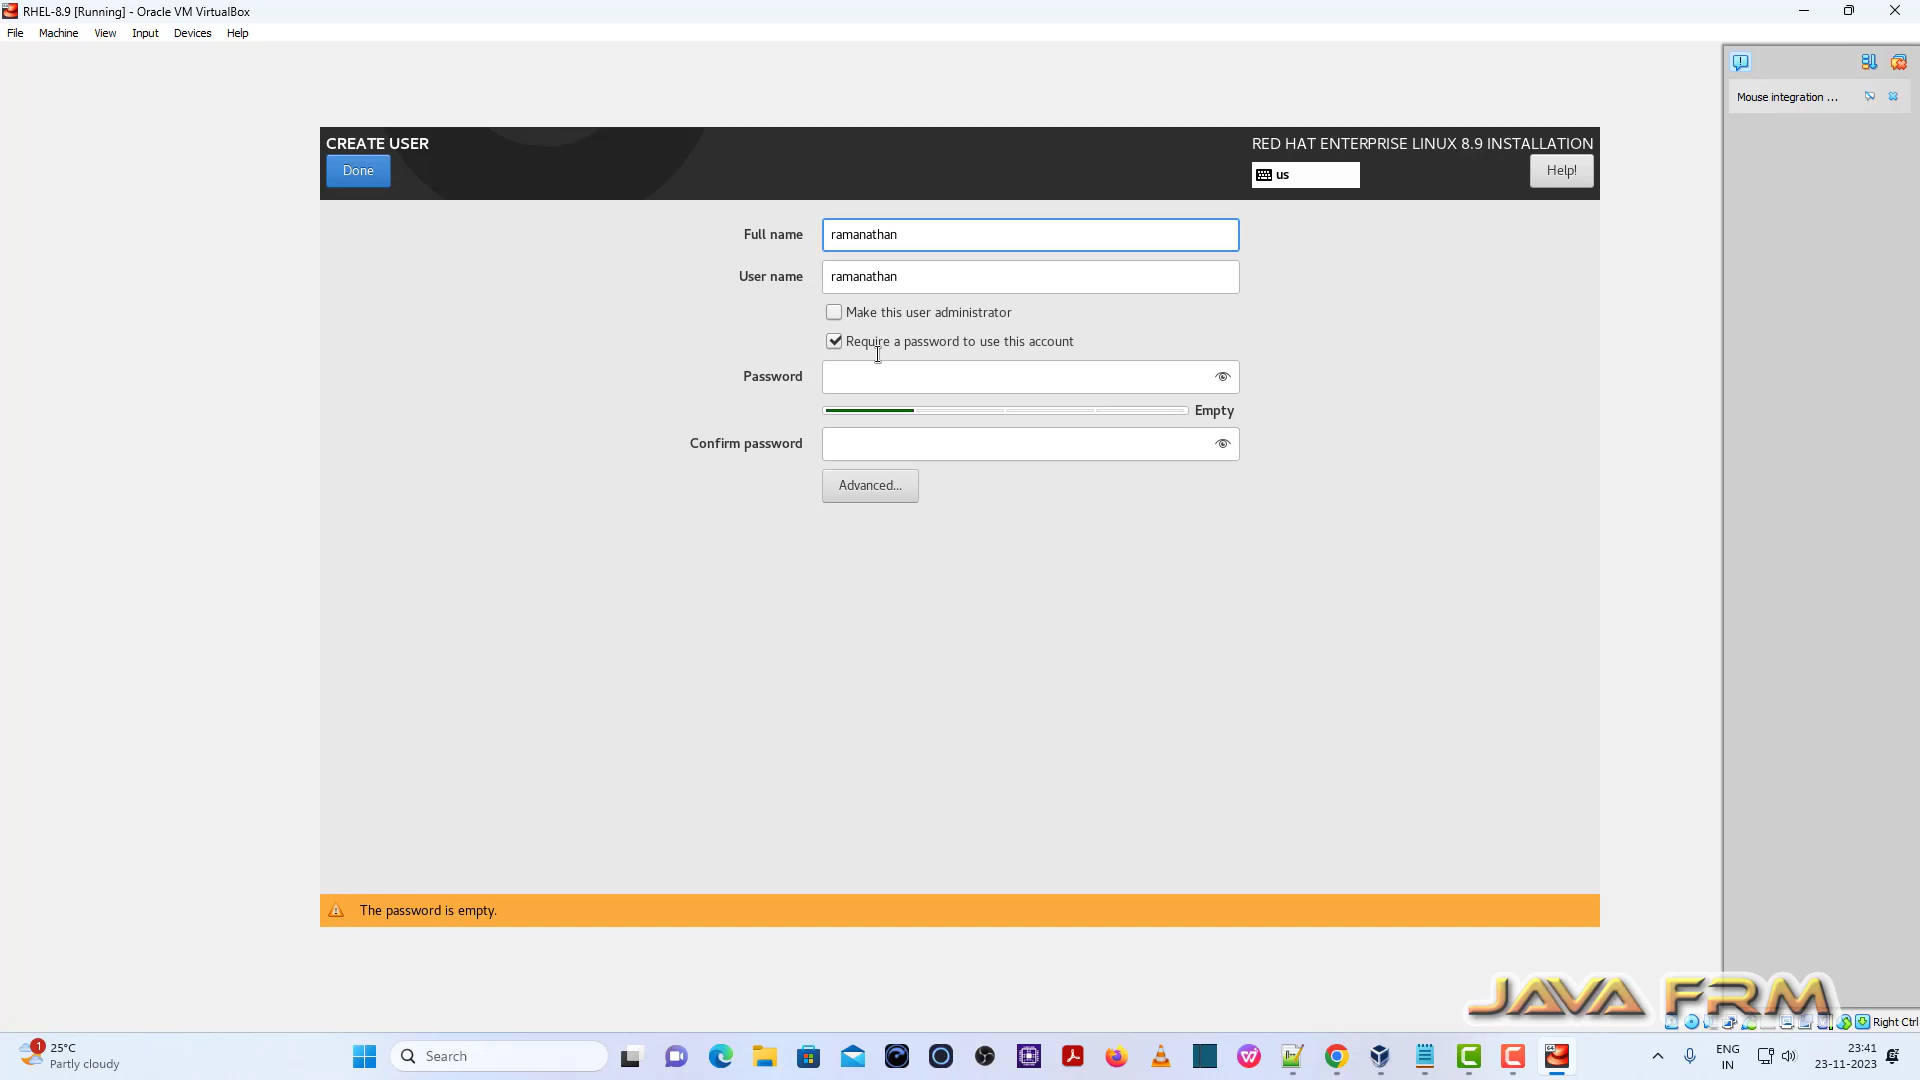 RHEL-8.9 [Running] - Oracle VM VirtualBox
File Machine View Input Devices Help
Mouse integration ...
CREATE USER
RED HAT ENTERPRISE LINUX 8.9 INSTALLATION
Done
us
Help!
Full name
ramanathan
User name
ramanathan
Make this user administrator
Require a password to use this account
Password
Empty
Confirm password
Advanced...
The password is empty.
JAVA FRM
Right Ctrl
1
25°C
Partly cloudy
Search
ENG
IN
23:41
23-11-2023